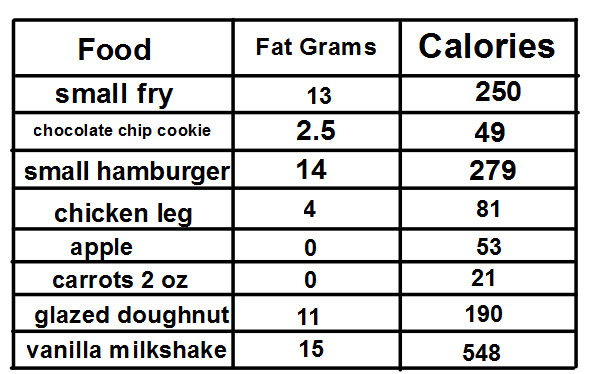 Food Fat Grams Calories
small fry 13 250
chocolate chip cookie 2.5 49
small hamburger 14 279
chicken leg 4 81
apple 0 53
carrots 2 oz 0 21
glazed doughnut 11 190
vanilla milkshake 15 548